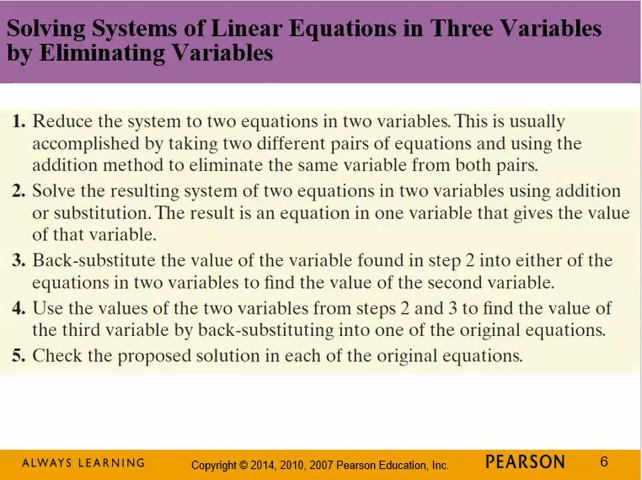 Solving Systems of Linear Equations in Three Variables
by Eliminating Variables
1. Reduce the system to two equations in two variables. This is usually
accomplished by taking two different pairs of equations and using the
addition method to eliminate the same variable from both pairs.
2. Solve the resulting system of two equations in two variables using addition
or substitution. The result is an equation in one variable that gives the value
of that variable.
3. Back-substitute the value of the variable found in step 2 into either of the
equations in two variables to find the value of the second variable.
4. Use the values of the two variables from steps 2 and 3 to find the value of
the third variable by back-substituting into one of the original equations.
5. Check the proposed solution in each of the original equations.
ALWAYS LEARNING Copyright © 2014, 2010, 2007 Pearson Education, Inc. PEARSON 6